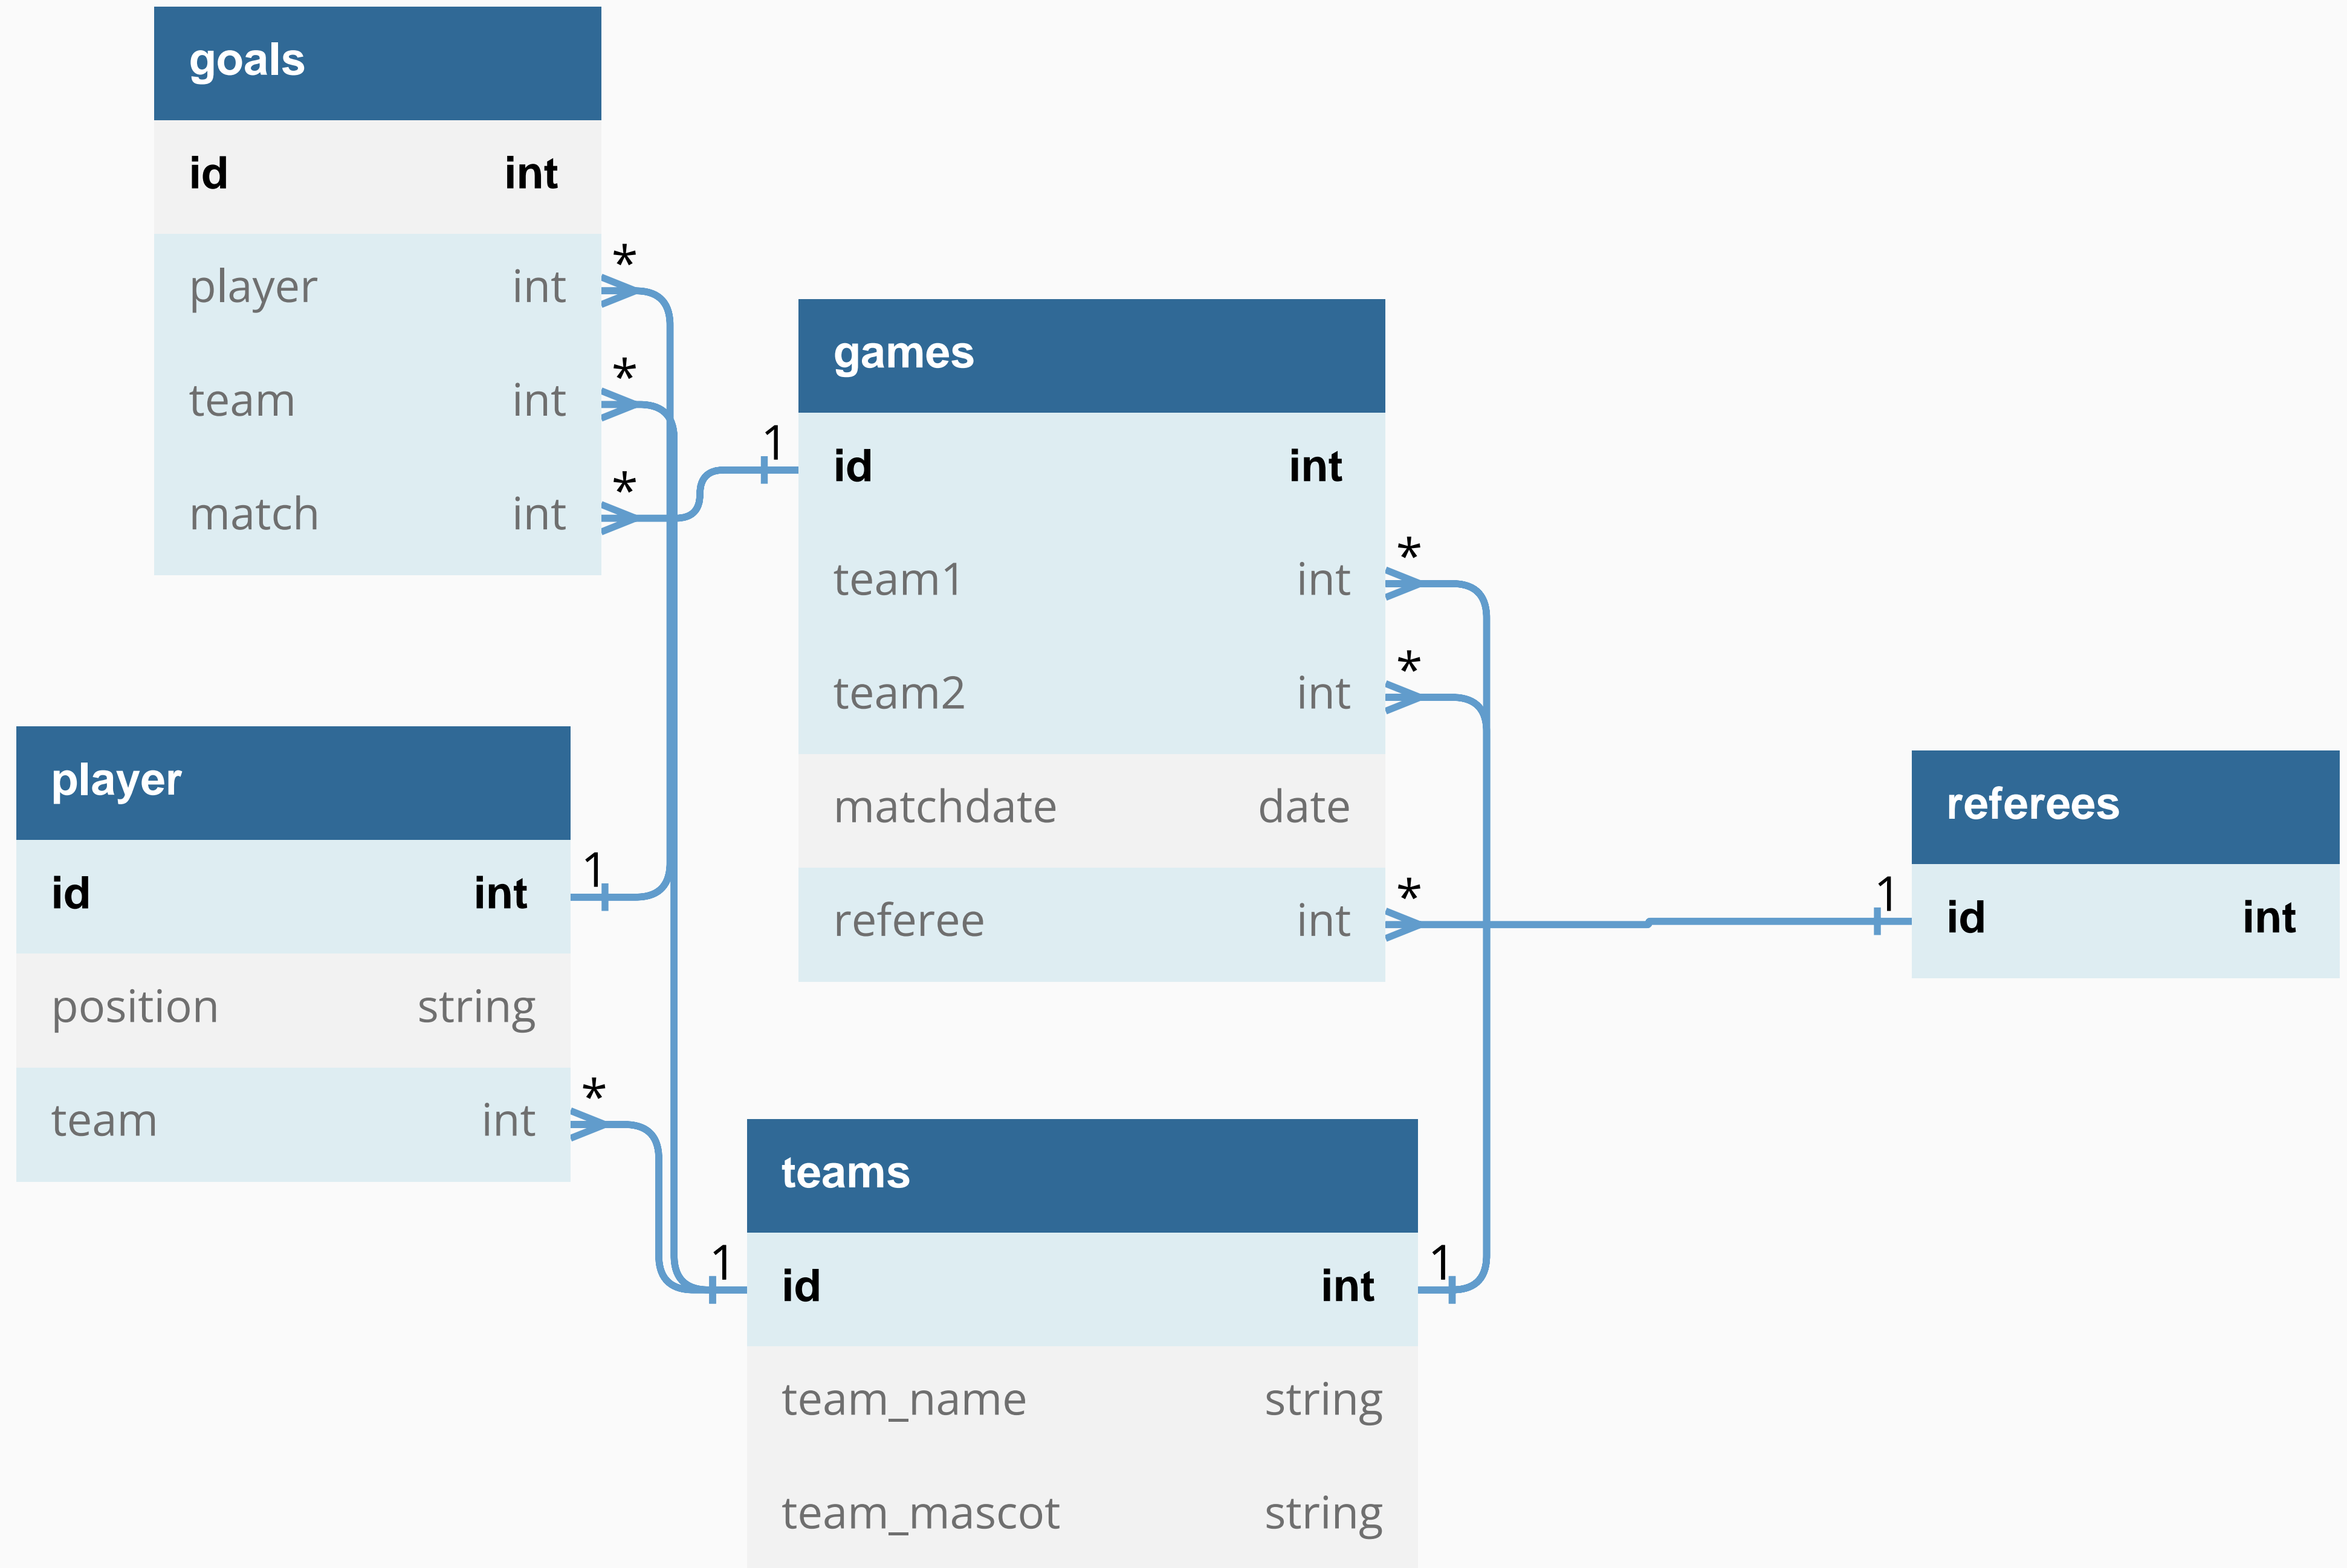 goals
id int
player int
*
team int
*
match int
*
games
1
id int
team1 int
*
team2 int
*
matchdate date
referee int
*
player
id int
1
position string
team int
*
referees
1
id int
teams
1
id int
1
team_name string
team_mascot string